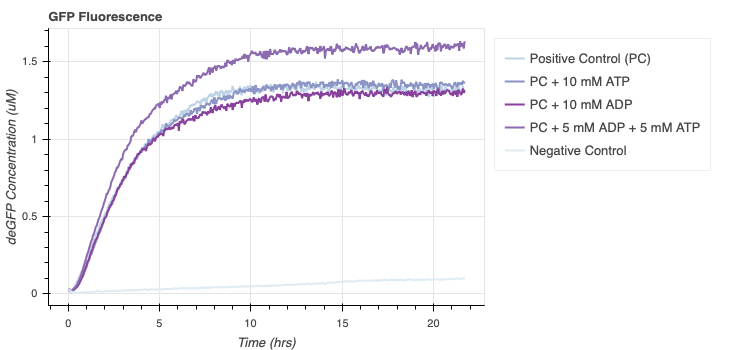 GFP Fluorescence
1.5
1
0.5
0
deGFP Concentration (uM)
0
5
10
15
20
Time (hrs)
Positive Control (PC)
PC + 10 mM ATP
PC + 10 mM ADP
PC + 5 mM ADP + 5 mM ATP
Negative Control